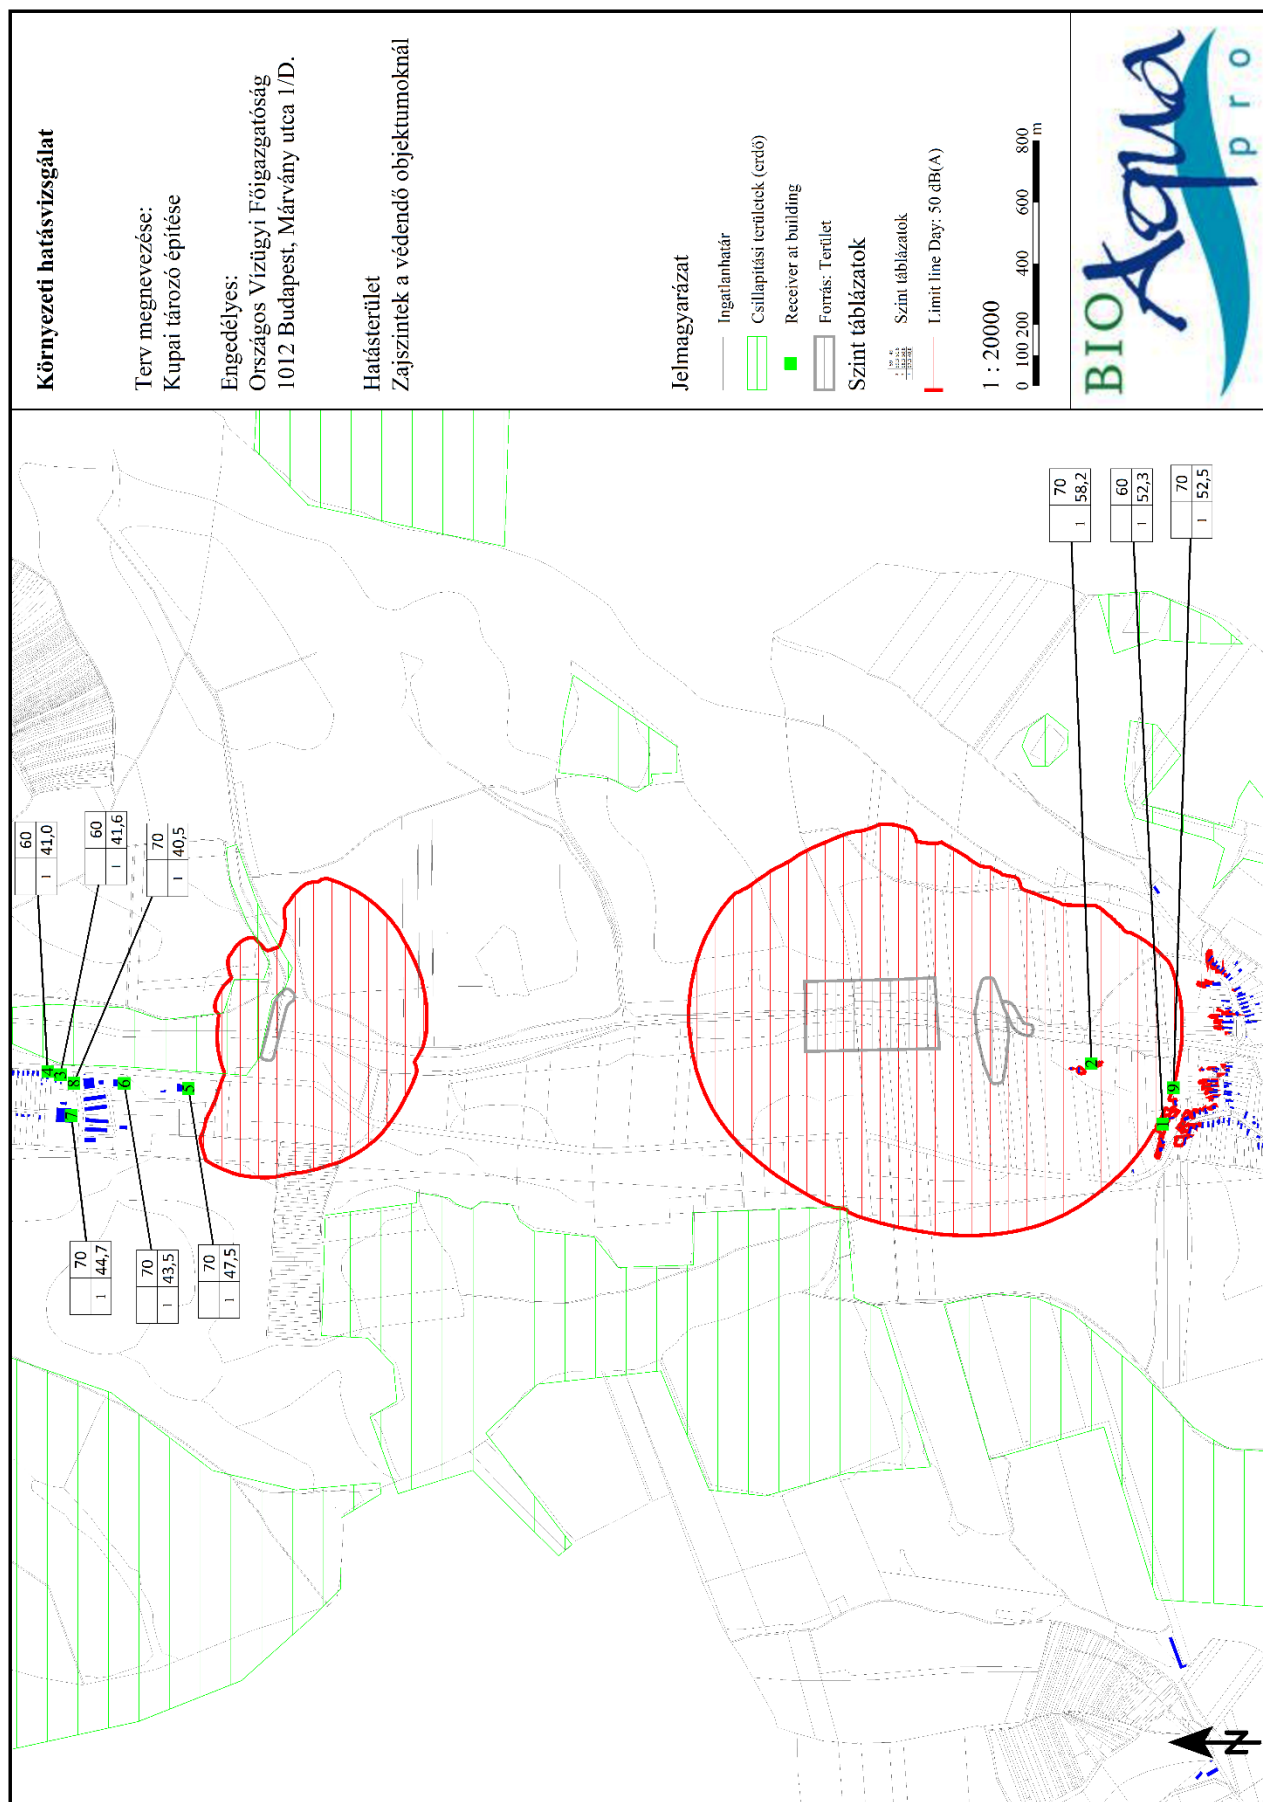 Környezeti hatásvizsgálat
Terv megnevezése:
Kupai tározó építése
Engedélyes:
Országos Vízügyi Főigazgatóság
1012 Budapest, Márvány utca 1/D.
Hatásterület
Zajszintek a védendő objektumoknál
Jelmagyarázat
Ingatlanhatár
Csillapítási területek (erdő)
Receiver at building
Forrás: Terület
Szint táblázatok
Szint táblázatok
Limit line Day: 50 dB(A)
1 : 20000
0 100 200 400 600 800
m
BIO Aqua
pro
60
1 41,0
60
1 41,6
70
1 40,5
4
3
8
7
6
5
70
1 44,7
70
1 43,5
70
1 47,5
70
1 58,2
60
1 52,3
70
1 52,5
2
1
9
N